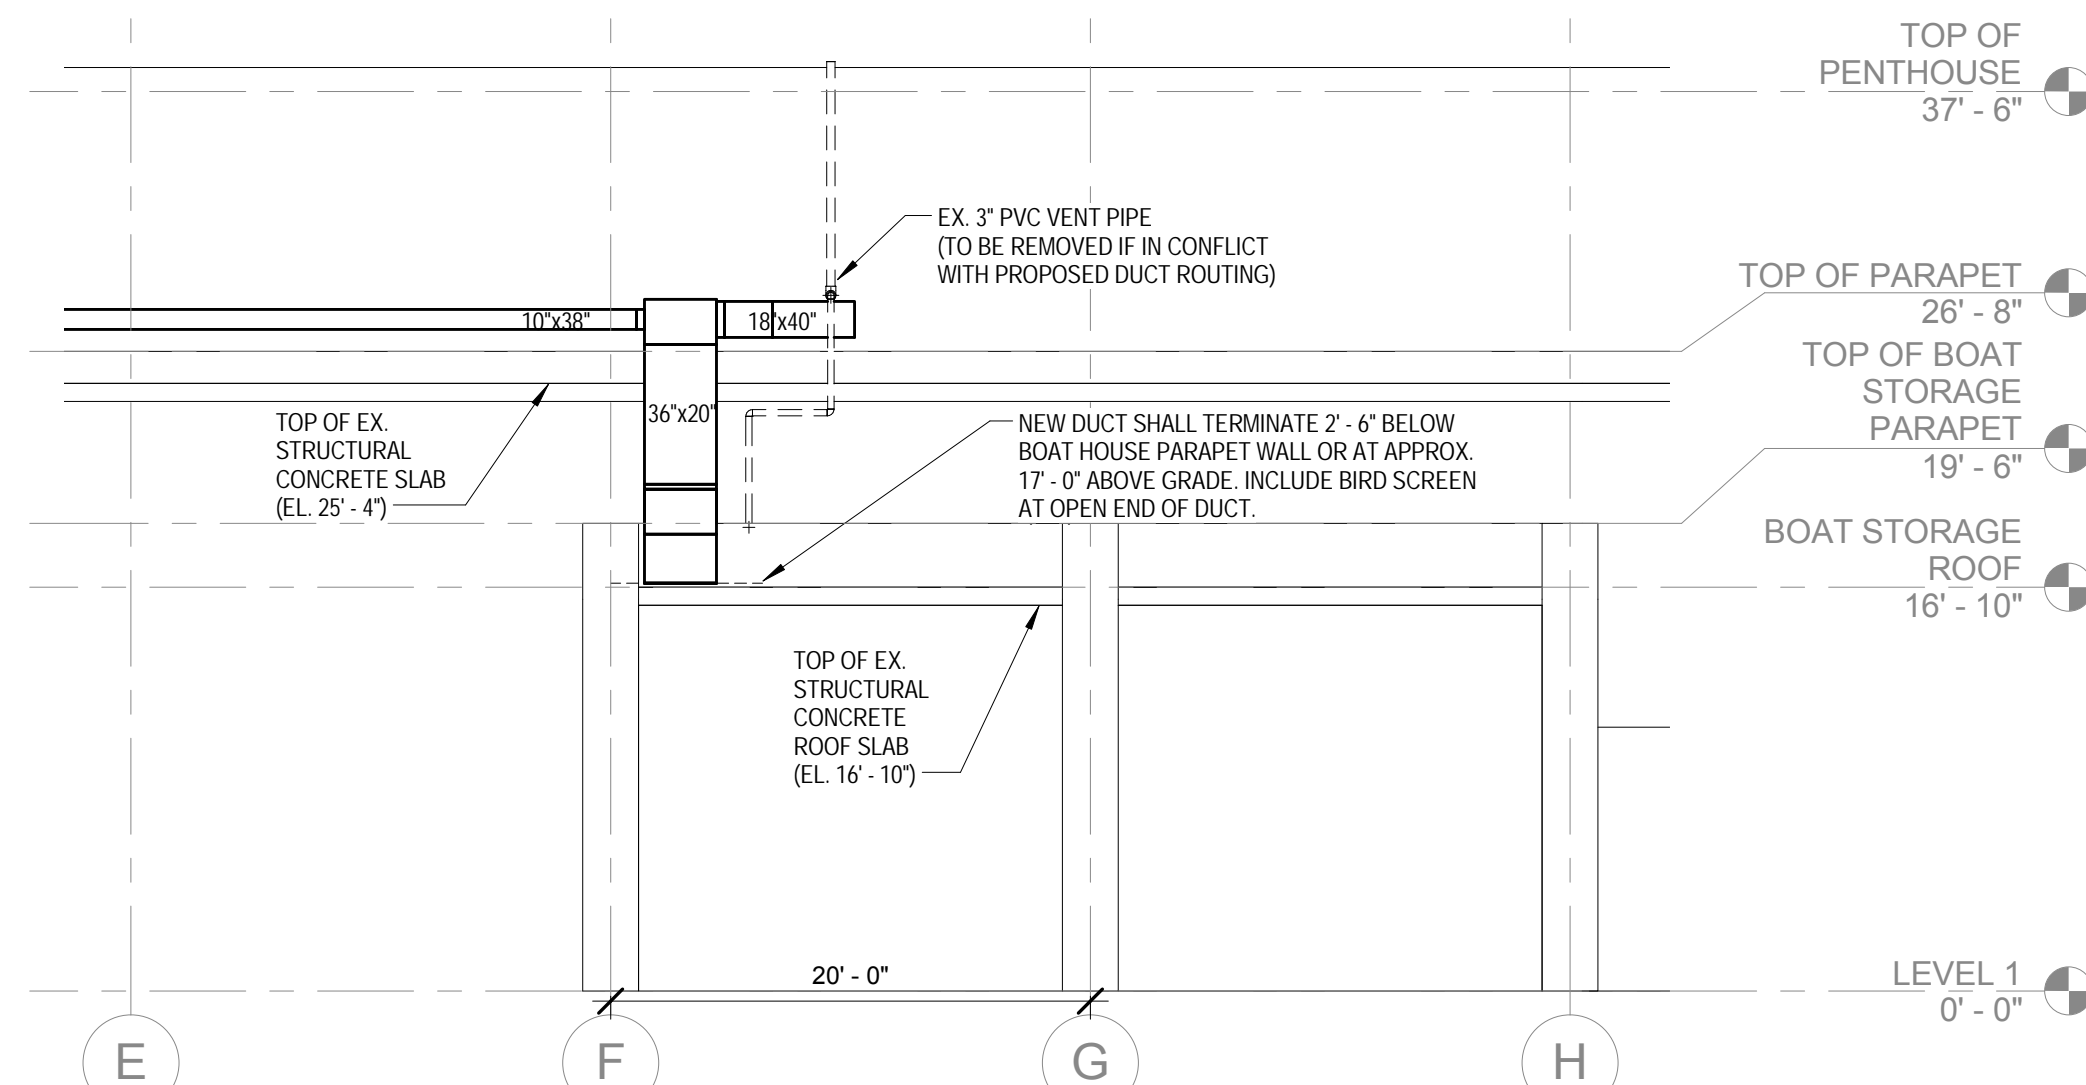 TOP OF
PENTHOUSE
37' - 6"
EX. 3" PVC VENT PIPE
(TO BE REMOVED IF IN CONFLICT
WITH PROPOSED DUCT ROUTING)
TOP OF PARAPET
26' - 8"
10"x38"
18"x40"
TOP OF BOAT
STORAGE
PARAPET
19' - 6"
36"x20"
TOP OF EX.
STRUCTURAL
CONCRETE SLAB
(EL. 25' - 4")
NEW DUCT SHALL TERMINATE 2' - 6" BELOW
BOAT HOUSE PARAPET WALL OR AT APPROX.
17' - 0" ABOVE GRADE. INCLUDE BIRD SCREEN
AT OPEN END OF DUCT.
BOAT STORAGE
ROOF
16' - 10"
TOP OF EX.
STRUCTURAL
CONCRETE
ROOF SLAB
(EL. 16' - 10")
20' - 0"
LEVEL 1
0' - 0"
E
F
G
H